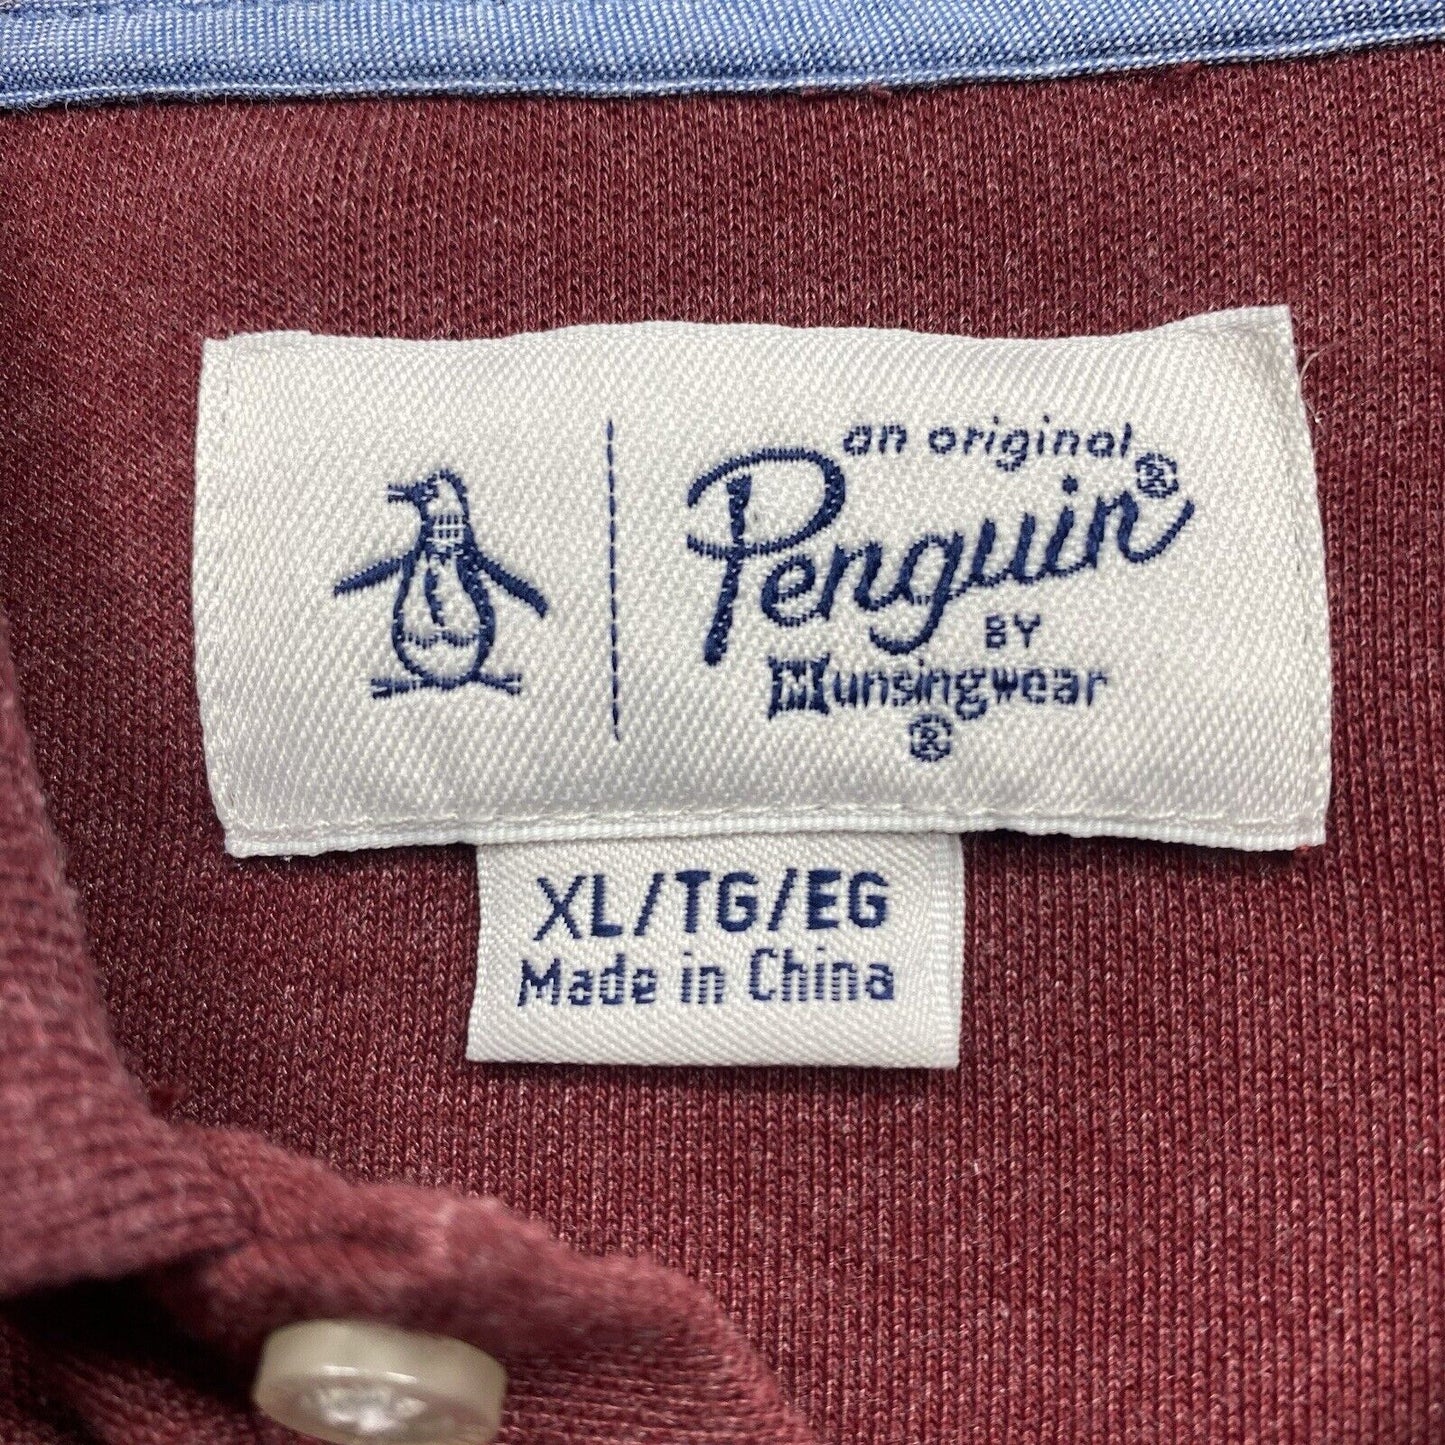 an original
Penguin®
BY
Munsingwear
®
XL/TG/EG
Made in China